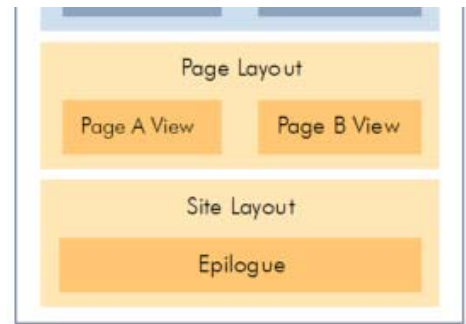 Page Layout
Page A View
Page B View
Site Layout
Epilogue